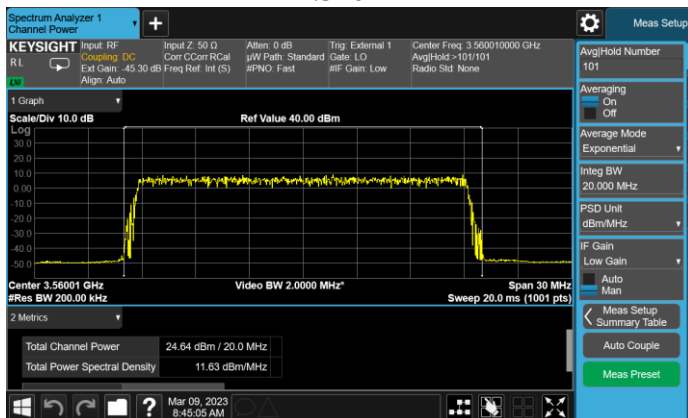 Spectrum Analyzer 1
Channel Power
+
Meas Setup
KEYSIGHT
RL
LXI
Input: RF
Coupling: DC
Ext Gain: -45.30 dB
Align: Auto
Input Z: 50 Ω
Corr CCorr RCal
Freq Ref: Int (S)
Atten: 0 dB
µW Path: Standard
#PNO: Fast
Trig: External 1
Gate: LO
#IF Gain: Low
Center Freq: 3.560010000 GHz
Avg|Hold:>101/101
Radio Std: None
1 Graph
Scale/Div 10.0 dB
Ref Value 40.00 dBm
Log
30.0
20.0
10.0
0.00
-10.0
-20.0
-30.0
-40.0
-50.0
Center 3.56001 GHz
#Res BW 200.00 kHz
Video BW 2.0000 MHz*
Span 30 MHz
Sweep 20.0 ms (1001 pts)
2 Metrics
Total Channel Power 24.64 dBm / 20.0 MHz
Total Power Spectral Density 11.63 dBm/MHz
?
Mar 09, 2023
8:45:05 AM
Avg|Hold Number
101
Averaging
On
Off
Average Mode
Exponential
Integ BW
20.000 MHz
PSD Unit
dBm/MHz
IF Gain
Low Gain
Auto
Man
Meas Setup
Summary Table
Auto Couple
Meas Preset